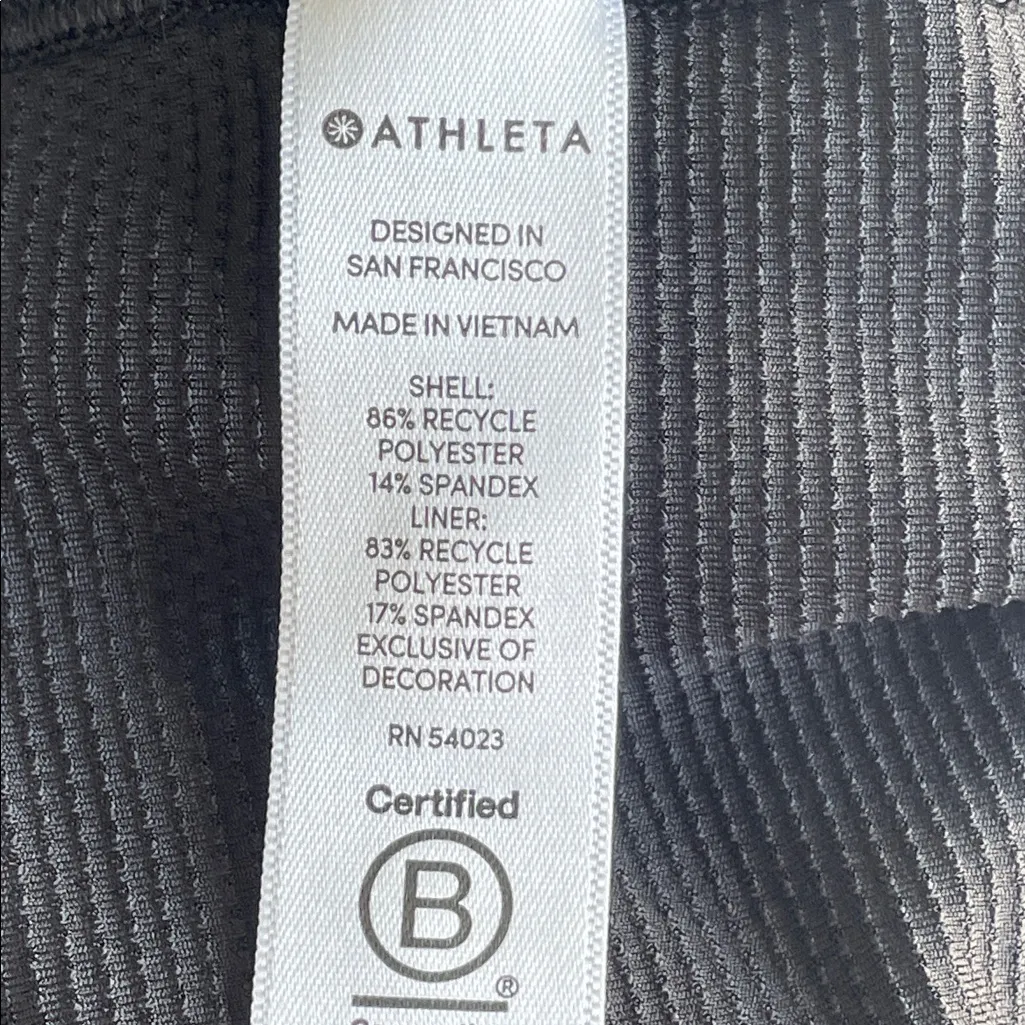 ATHLETA
DESIGNED IN
SAN FRANCISCO
MADE IN VIETNAM
SHELL:
86% RECYCLE
POLYESTER
14% SPANDEX
LINER:
83% RECYCLE
POLYESTER
17% SPANDEX
EXCLUSIVE OF
DECORATION
RN 54023
Certified
B
®